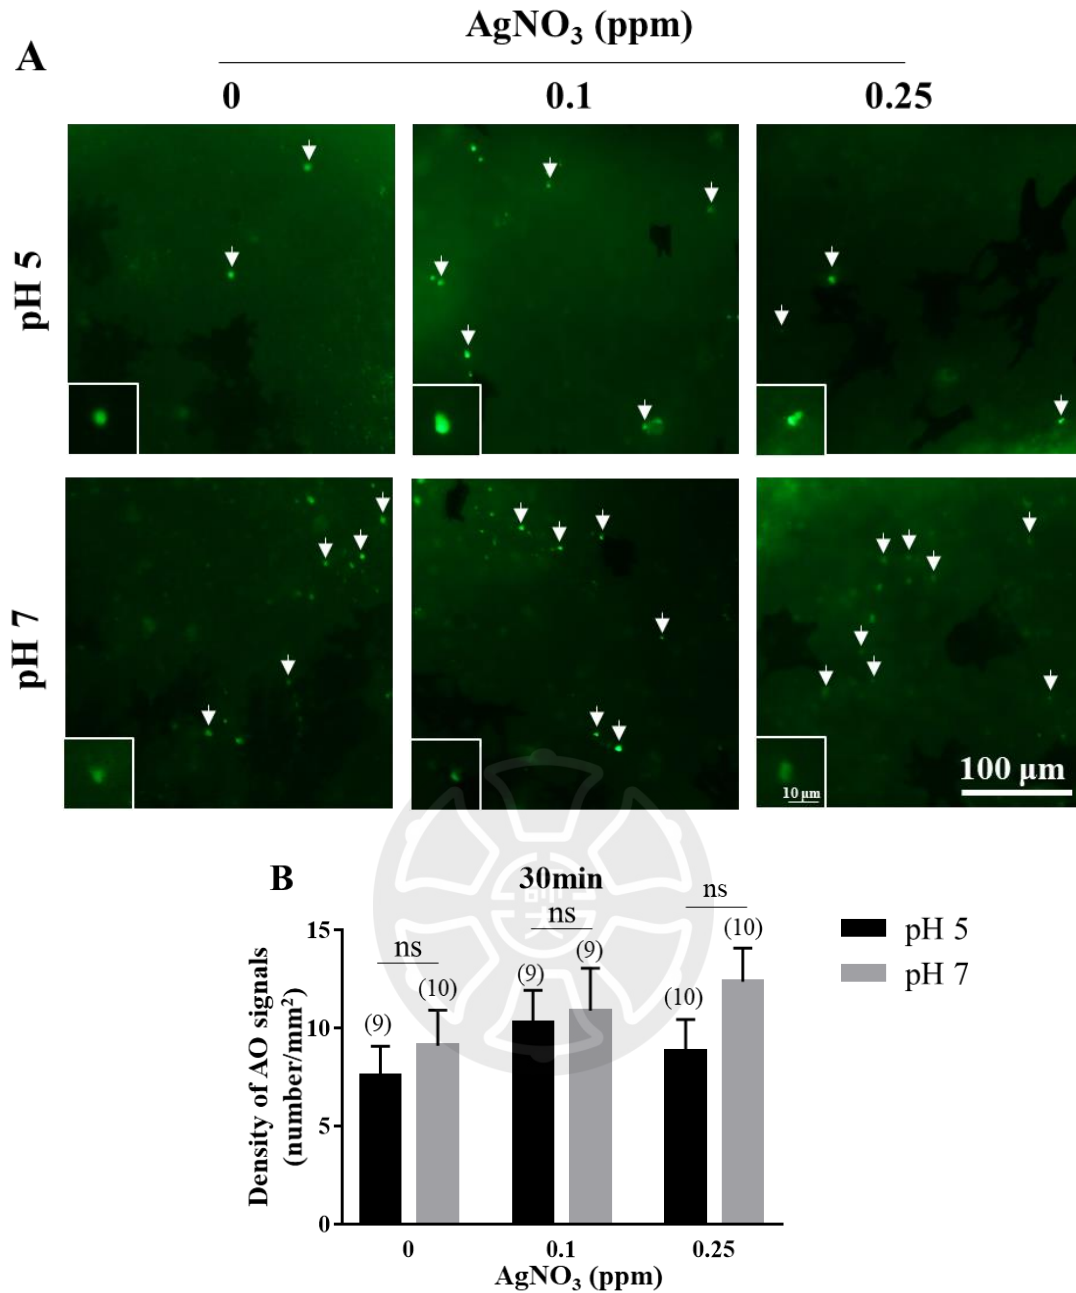 AgNO₃ (ppm)
A
0 0.1 0.25
pH 5
pH 7
100 μm
10 μm
B
30min
ns ns ns
(9) (10) (9) (9) (10) (10)
pH 5
pH 7
Density of AO signals
(number/mm²)
15
10
5
0
0 0.1 0.25
AgNO₃ (ppm)